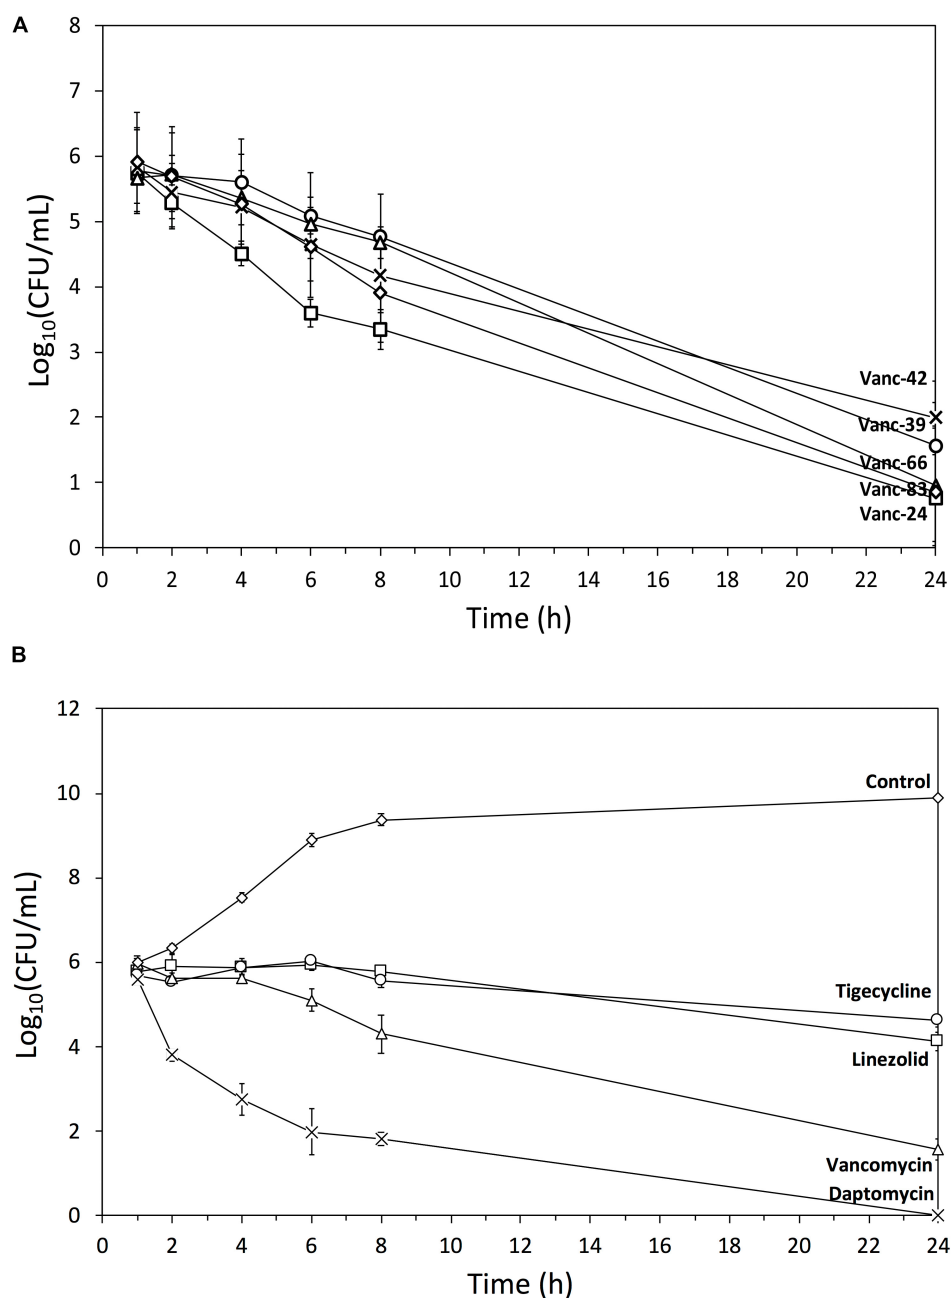 A
8
7
6
5
4
3
2
1
0
Log10(CFU/mL)
Vanc-42
Vanc-39
Vanc-66
Vanc-83
Vanc-24
0 2 4 6 8 10 12 14 16 18 20 22 24
Time (h)
B
12
10
8
6
4
2
0
Log10(CFU/mL)
Control
Tigecycline
Linezolid
Vancomycin
Daptomycin
0 2 4 6 8 10 12 14 16 18 20 22 24
Time (h)